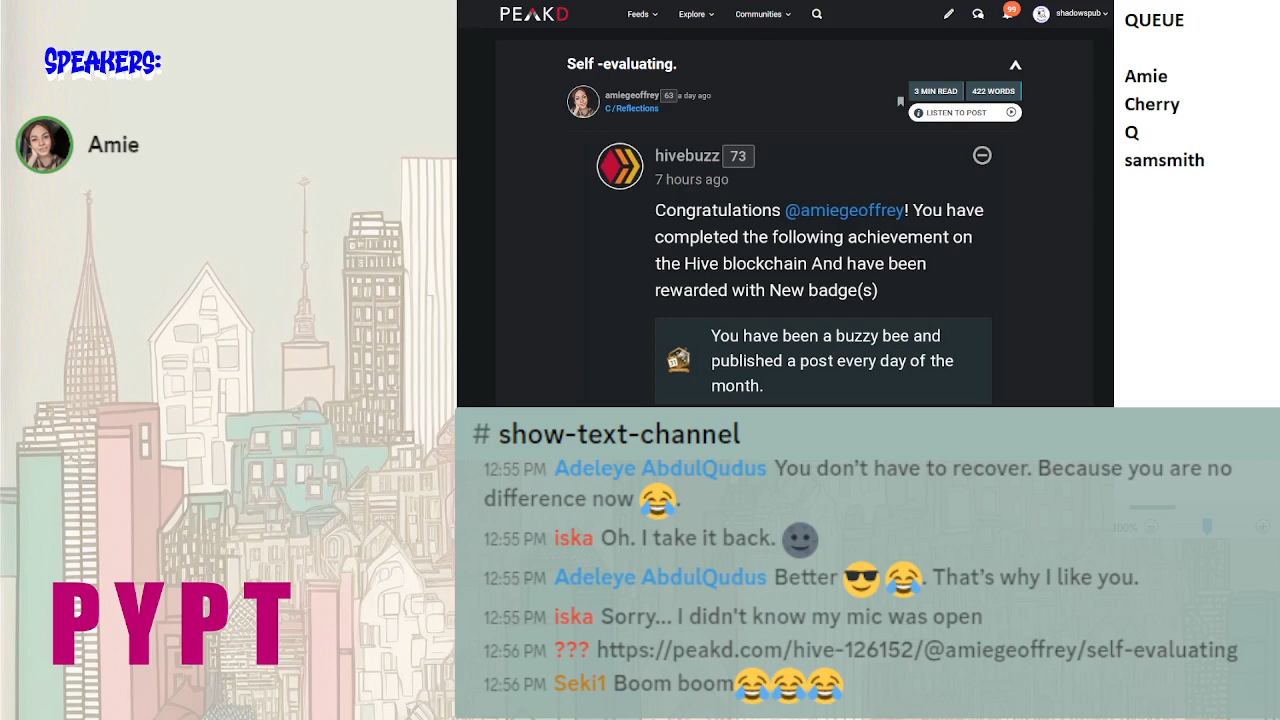 SPEAKERS:
Amie
PYPT
PEAKD Feeds Explore Communities 99 shadowspub
Self -evaluating.
amiegeoffrey 63 a day ago
C/Reflections
3 MIN READ 422 WORDS
LISTEN TO POST
hivebuzz 73
7 hours ago
Congratulations @amiegeoffrey! You have
completed the following achievement on
the Hive blockchain And have been
rewarded with New badge(s)
You have been a buzzy bee and
published a post every day of the
month.
QUEUE
Amie
Cherry
Q
samsmith
# show-text-channel
12:55 PM Adeleye AbdulQudus You don't have to recover. Because you are no
difference now 😂.
12:55 PM iska Oh. I take it back. 🌚
12:55 PM Adeleye AbdulQudus Better 😎😂. That's why I like you.
12:55 PM iska Sorry... I didn't know my mic was open
12:56 PM ??? https://peakd.com/hive-126152/@amiegeoffrey/self-evaluating
12:56 PM Seki1 Boom boom😂😂😂
100%